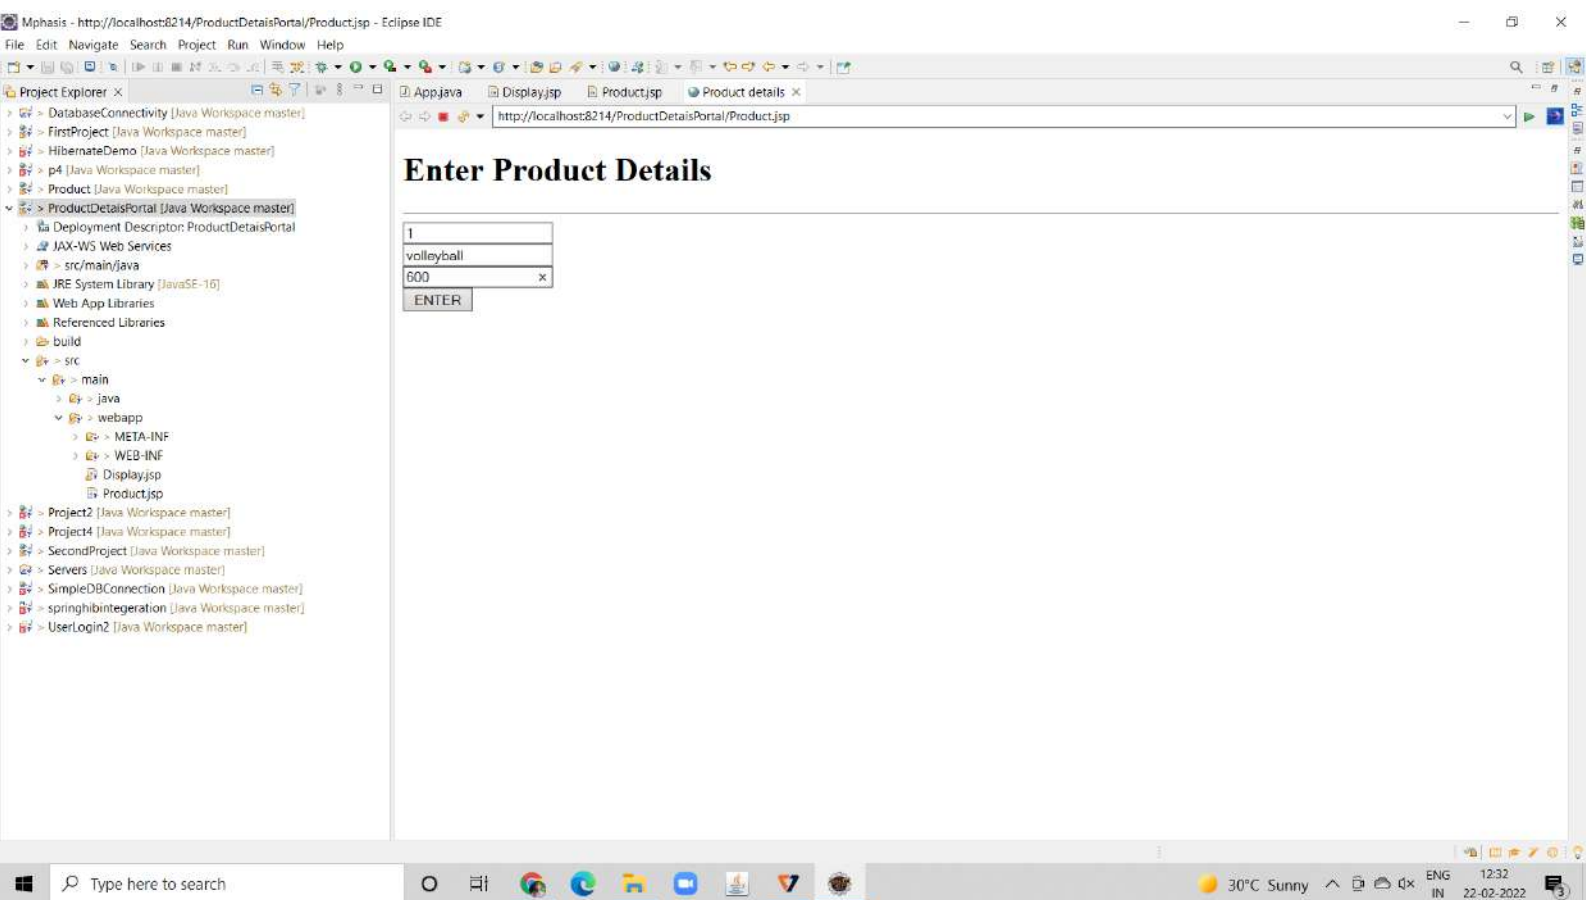 Mphasis - http://localhost:8214/ProductDetaisPortal/Product.jsp - Eclipse IDE
File Edit Navigate Search Project Run Window Help
Project Explorer
App.java
Display.jsp
Product.jsp
Product details
http://localhost:8214/ProductDetaisPortal/Product.jsp
> DatabaseConnectivity [Java Workspace master]
> FirstProject [Java Workspace master]
> HibernateDemo [Java Workspace master]
> p4 [Java Workspace master]
> Product [Java Workspace master]
> ProductDetaisPortal [Java Workspace master]
Deployment Descriptor: ProductDetaisPortal
JAX-WS Web Services
> src/main/java
JRE System Library [JavaSE-16]
Web App Libraries
Referenced Libraries
build
> src
> main
> java
> webapp
> META-INF
> WEB-INF
Display.jsp
Product.jsp
> Project2 [Java Workspace master]
> Project4 [Java Workspace master]
> SecondProject [Java Workspace master]
> Servers [Java Workspace master]
> SimpleDBConnection [Java Workspace master]
> springhibintegeration [Java Workspace master]
> UserLogin2 [Java Workspace master]
Enter Product Details
1
volleyball
600
ENTER
Type here to search
30°C Sunny
ENG
IN
12:32
22-02-2022
3